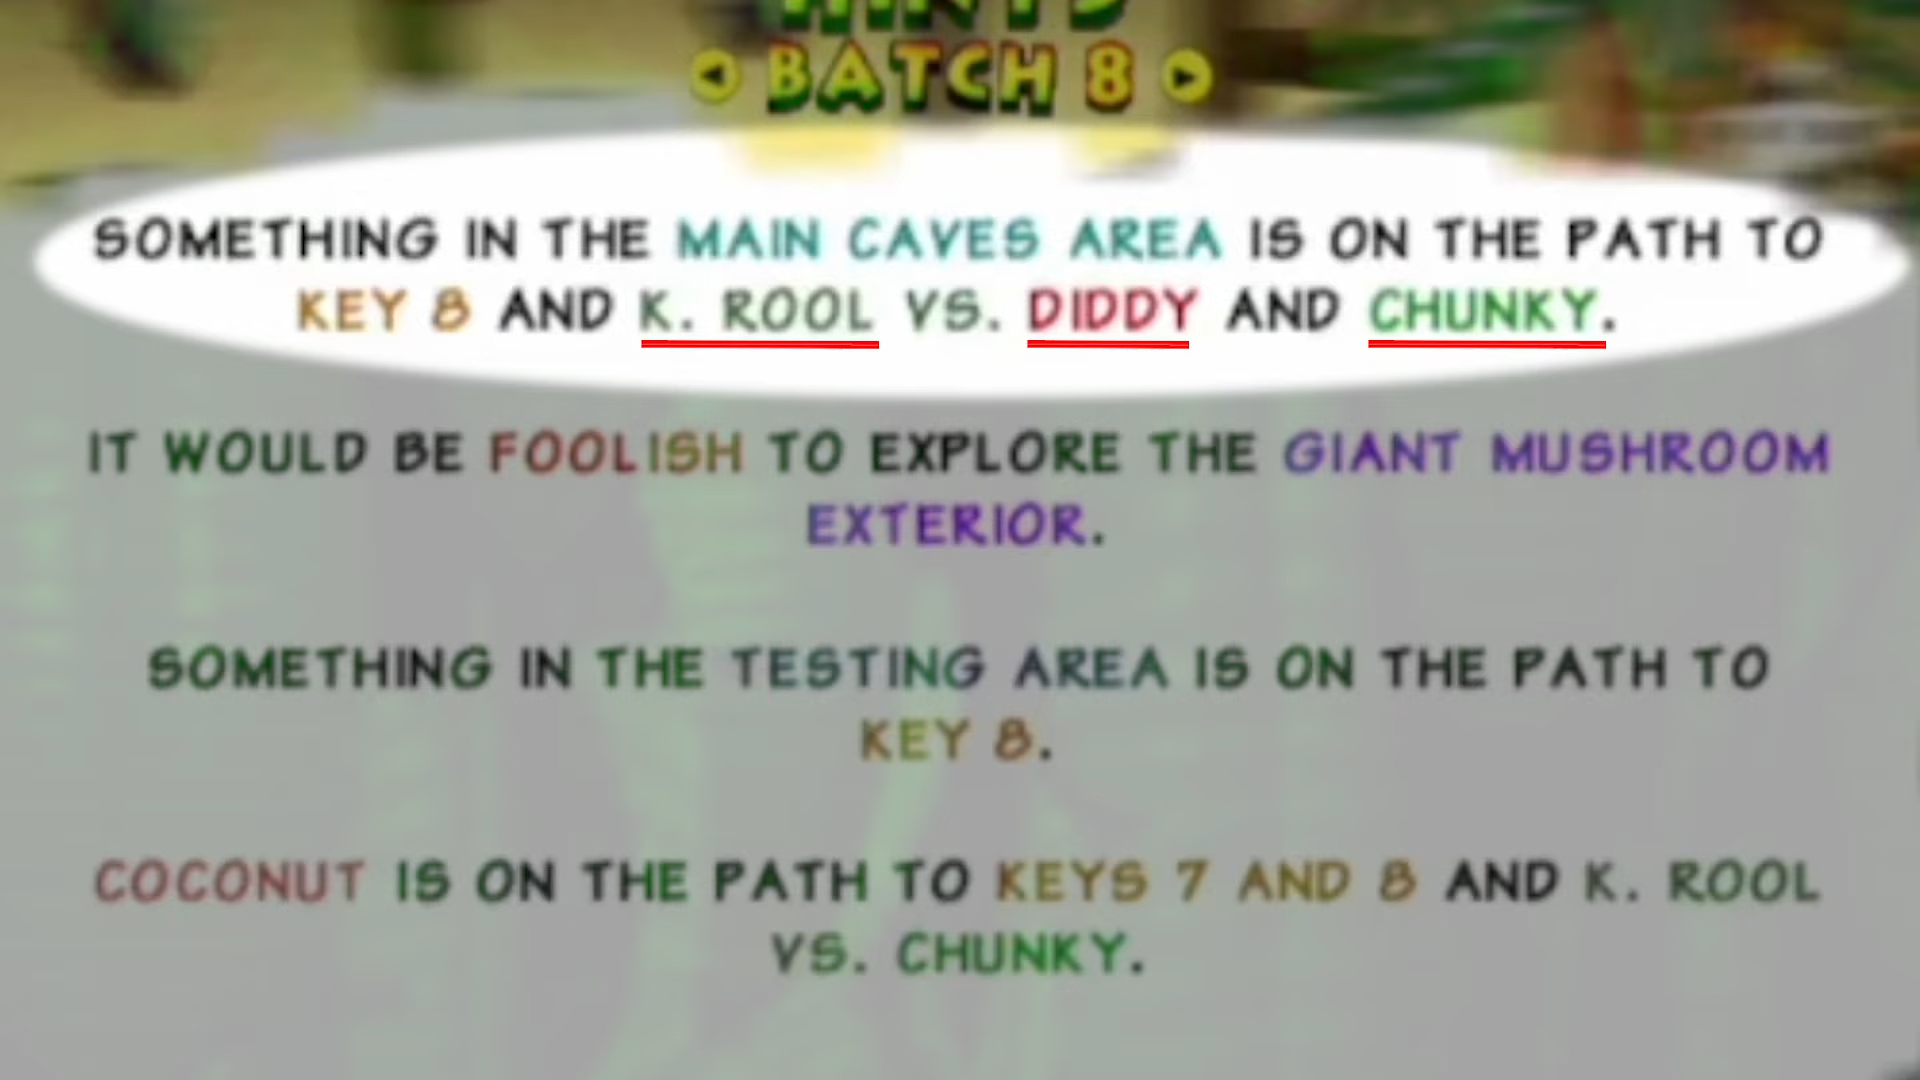 HINTS
BATCH 8
SOMETHING IN THE MAIN CAVES AREA IS ON THE PATH TO
KEY 8 AND K. ROOL VS. DIDDY AND CHUNKY.
IT WOULD BE FOOLISH TO EXPLORE THE GIANT MUSHROOM
EXTERIOR.
SOMETHING IN THE TESTING AREA IS ON THE PATH TO
KEY 8.
COCONUT IS ON THE PATH TO KEYS 7 AND 8 AND K. ROOL
VS. CHUNKY.